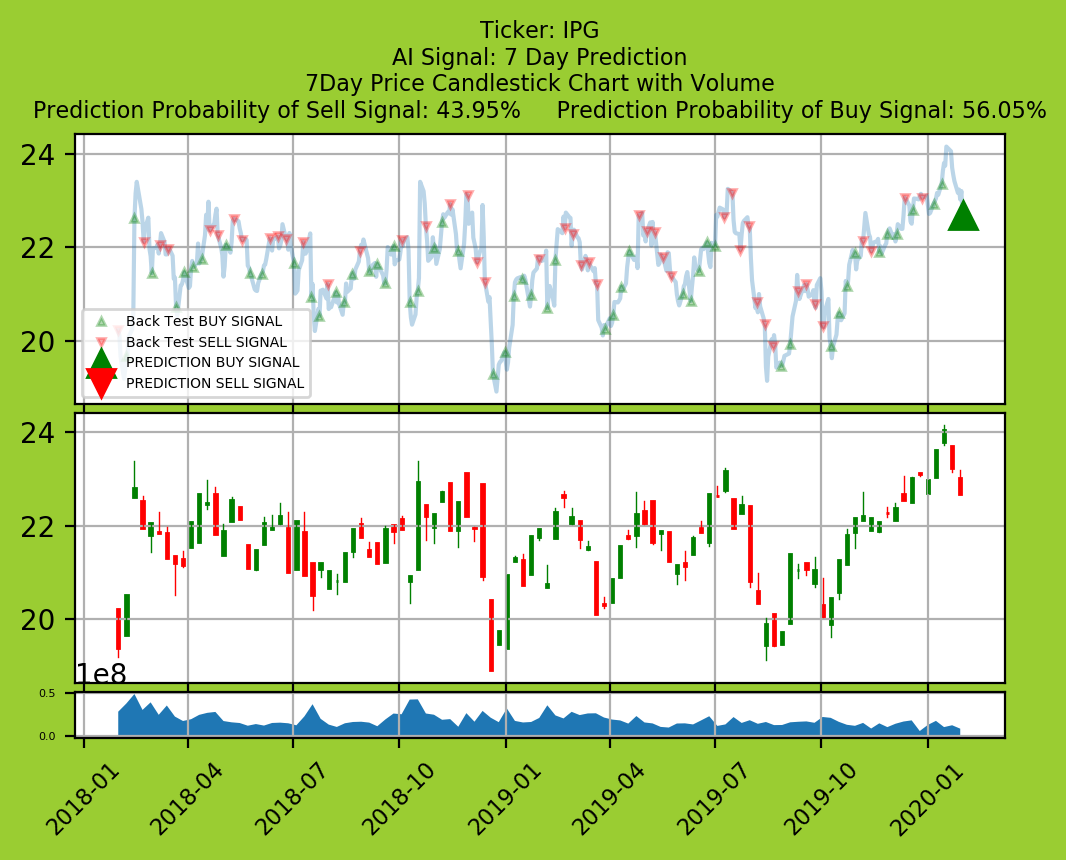 Ticker: IPG
AI Signal: 7 Day Prediction
7Day Price Candlestick Chart with Volume
Prediction Probability of Sell Signal: 43.95% Prediction Probability of Buy Signal: 56.05%
24
22
20
Back Test BUY SIGNAL
Back Test SELL SIGNAL
PREDICTION BUY SIGNAL
PREDICTION SELL SIGNAL
24
22
20
1e8
0.5
0.0
2018-01 2018-04 2018-07 2018-10 2019-01 2019-04 2019-07 2019-10 2020-01